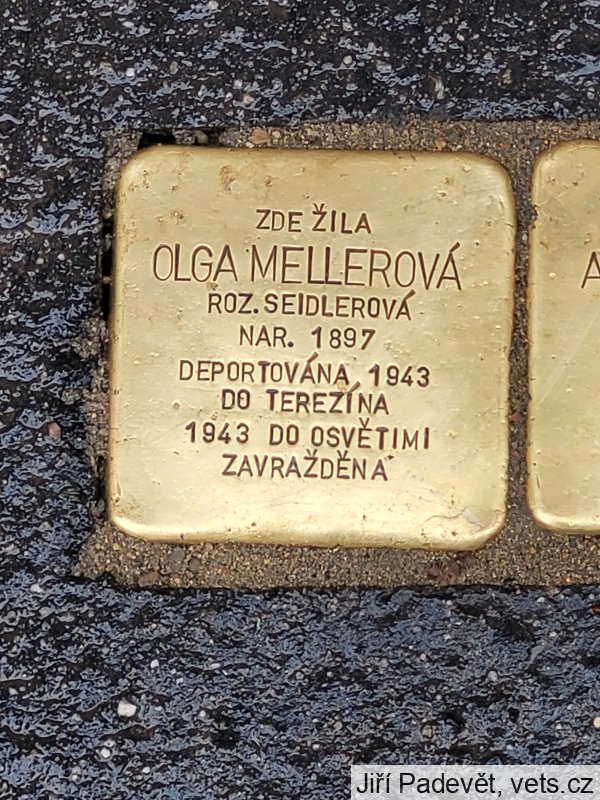 ZDE ŽILA
OLGA MELLEROVÁ
ROZ. SEIDLEROVÁ
NAR. 1897
DEPORTOVÁNA 1943
DO TEREZÍNA
1943 DO OSVĚTIMI
ZAVRAŽDĚNA
A
Jiří Padevět, vets.cz